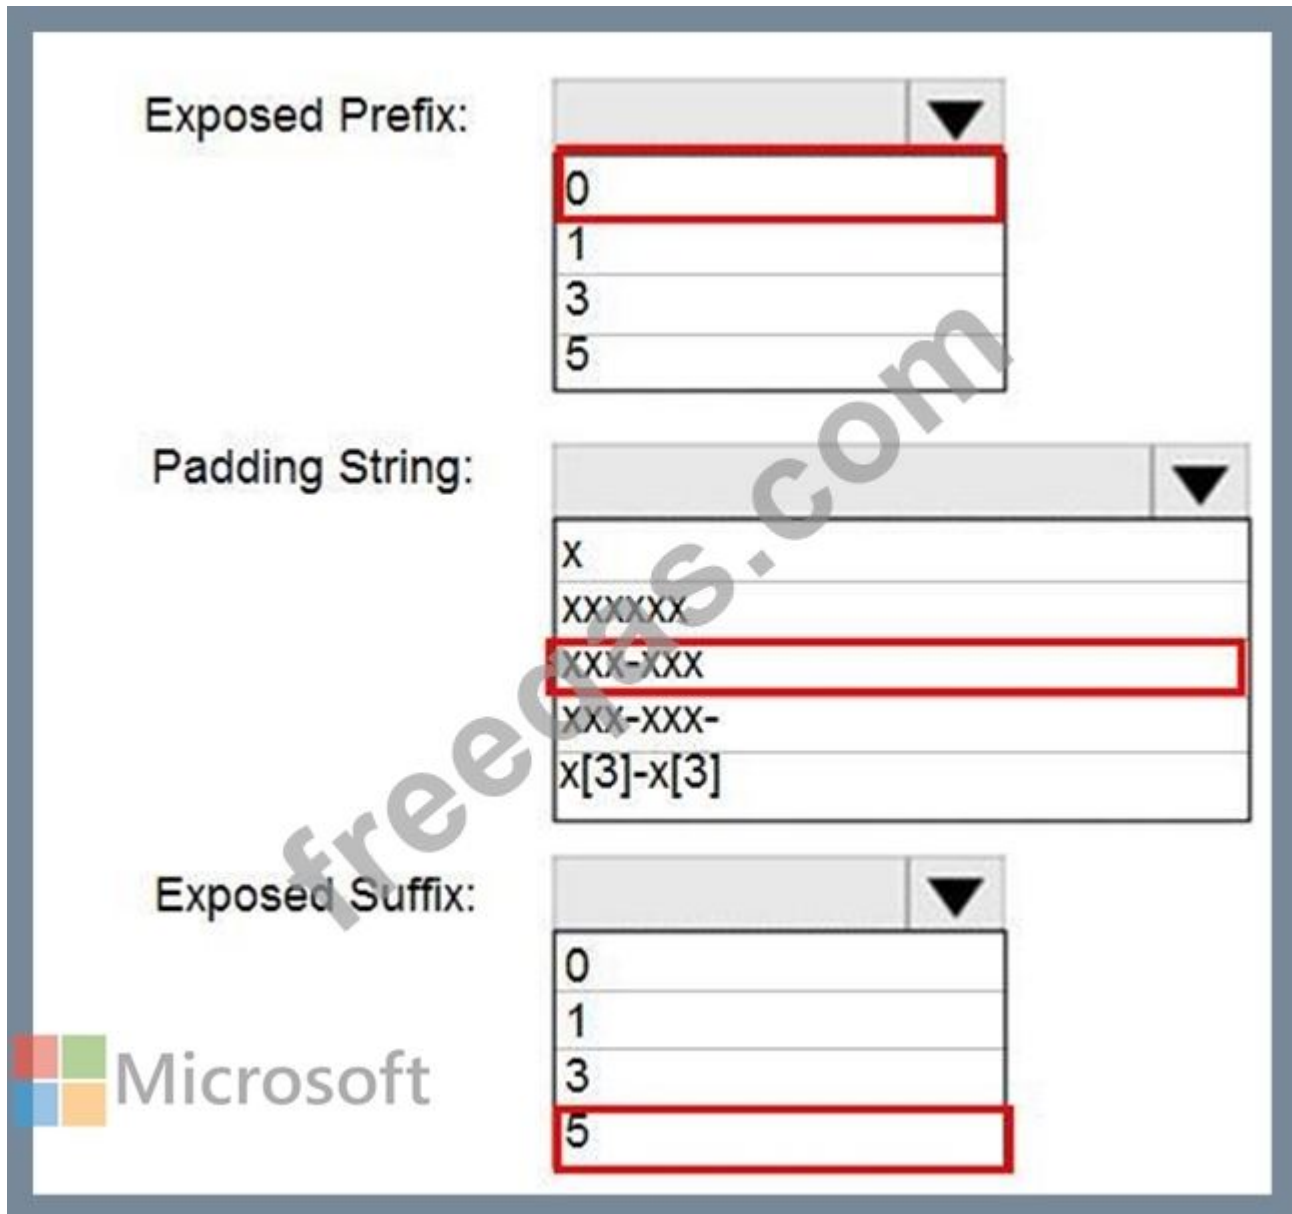 Exposed Prefix:
0
1
3
5
Padding String:
x
xxxxxx
xxx-xxx
xxx-xxx-
x[3]-x[3]
Exposed Suffix:
0
1
3
5
Microsoft
freeqas.com